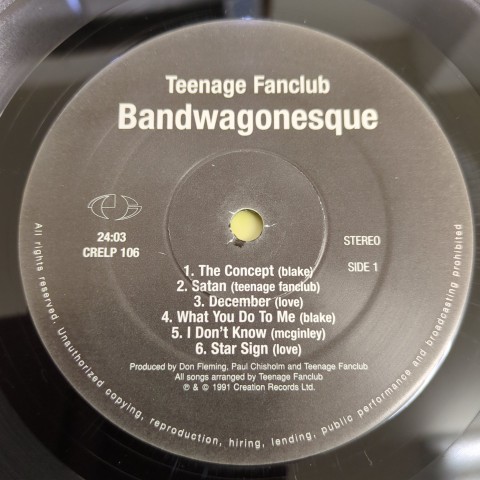 Teenage Fanclub
Bandwagonesque
24:03
CRELP 106
STEREO
SIDE 1
1. The Concept (blake)
2. Satan (teenage fanclub)
3. December (love)
4. What You Do To Me (blake)
5. I Don't Know (mcginley)
6. Star Sign (love)
Produced by Don Fleming, Paul Chisholm and Teenage Fanclub
All songs arranged by Teenage Fanclub
℗ & © 1991 Creation Records Ltd.
All rights reserved. Unauthorized copying, reproduction, hiring, lending, public performance and broadcasting prohibited